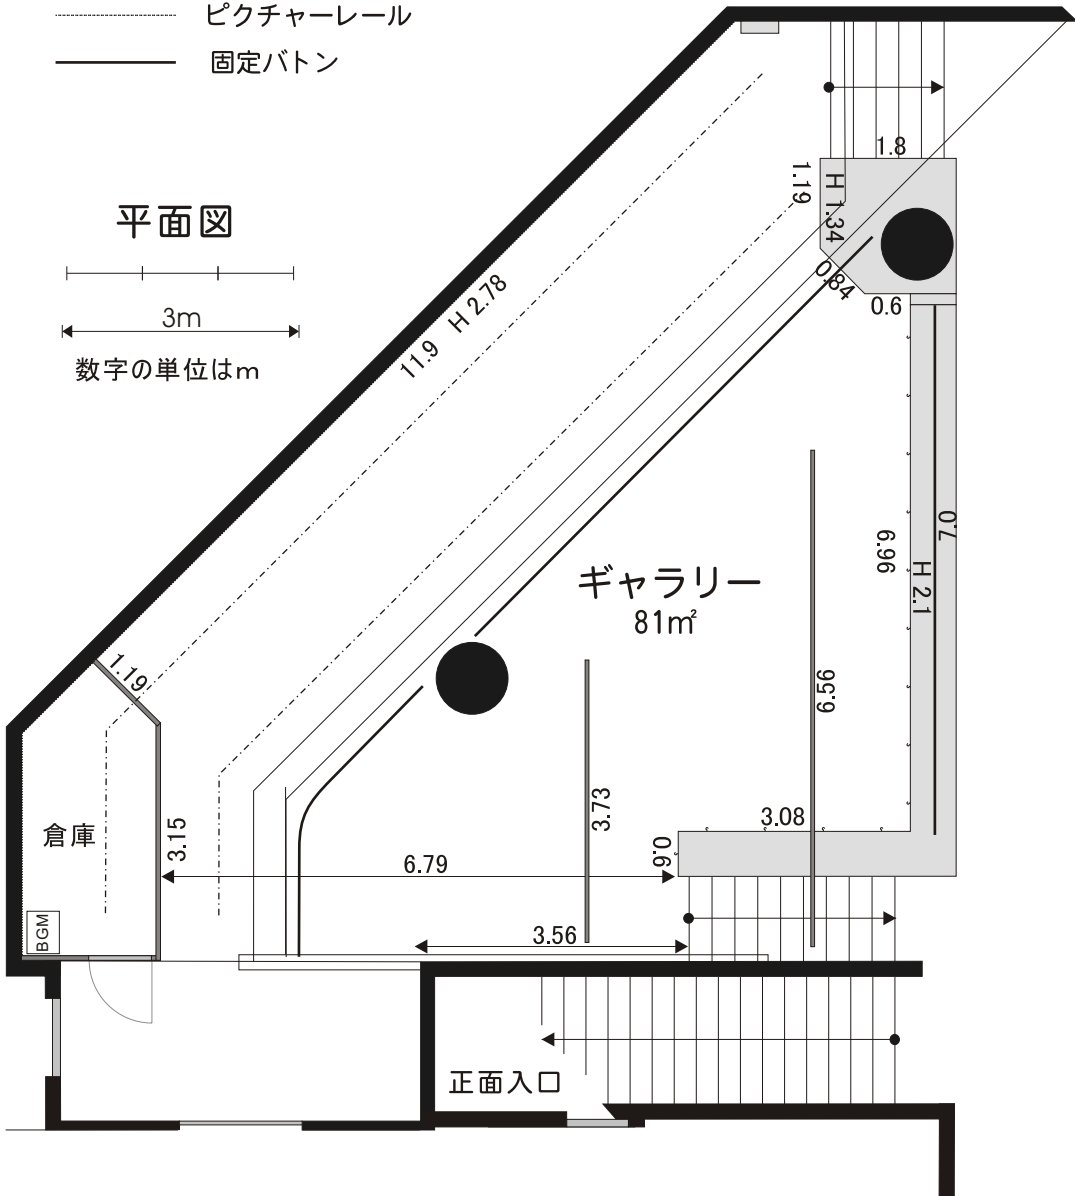 ピクチャーレール
固定バトン
平面図
3m
数字の単位はm
1.8
1.19
H 1.34
0.84
0.6
H 2.78
11.9
7.0
6.96
H 2.1
ギャラリー
81㎡
1.19
6.56
3.73
3.08
倉庫
3.15
0.6
6.79
BGM
3.56
正面入口